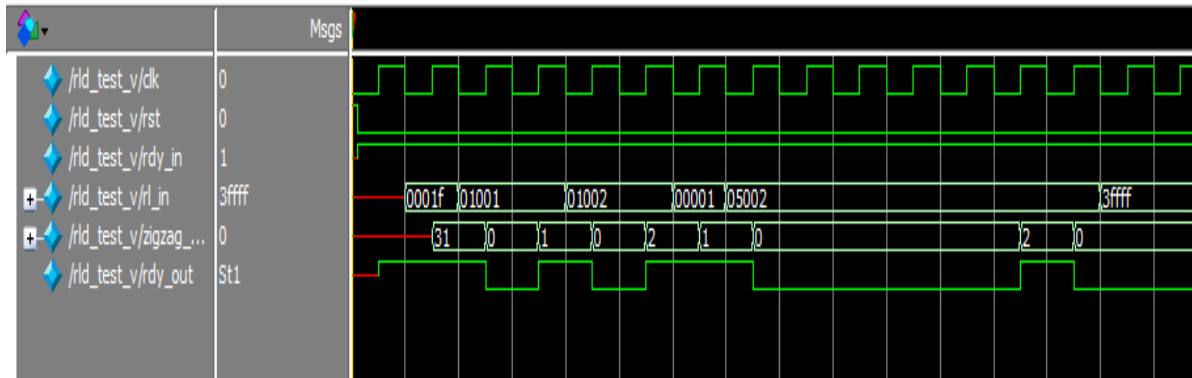 Msgs
/rld_test_v/clk 0
/rld_test_v/rst 0
/rld_test_v/rdy_in 1
/rld_test_v/rl_in 3ffff 0001f 01001 01002 00001 05002 3ffff
/rld_test_v/zigzag_... 0 31 0 1 0 2 1 0 2 0
/rld_test_v/rdy_out St1